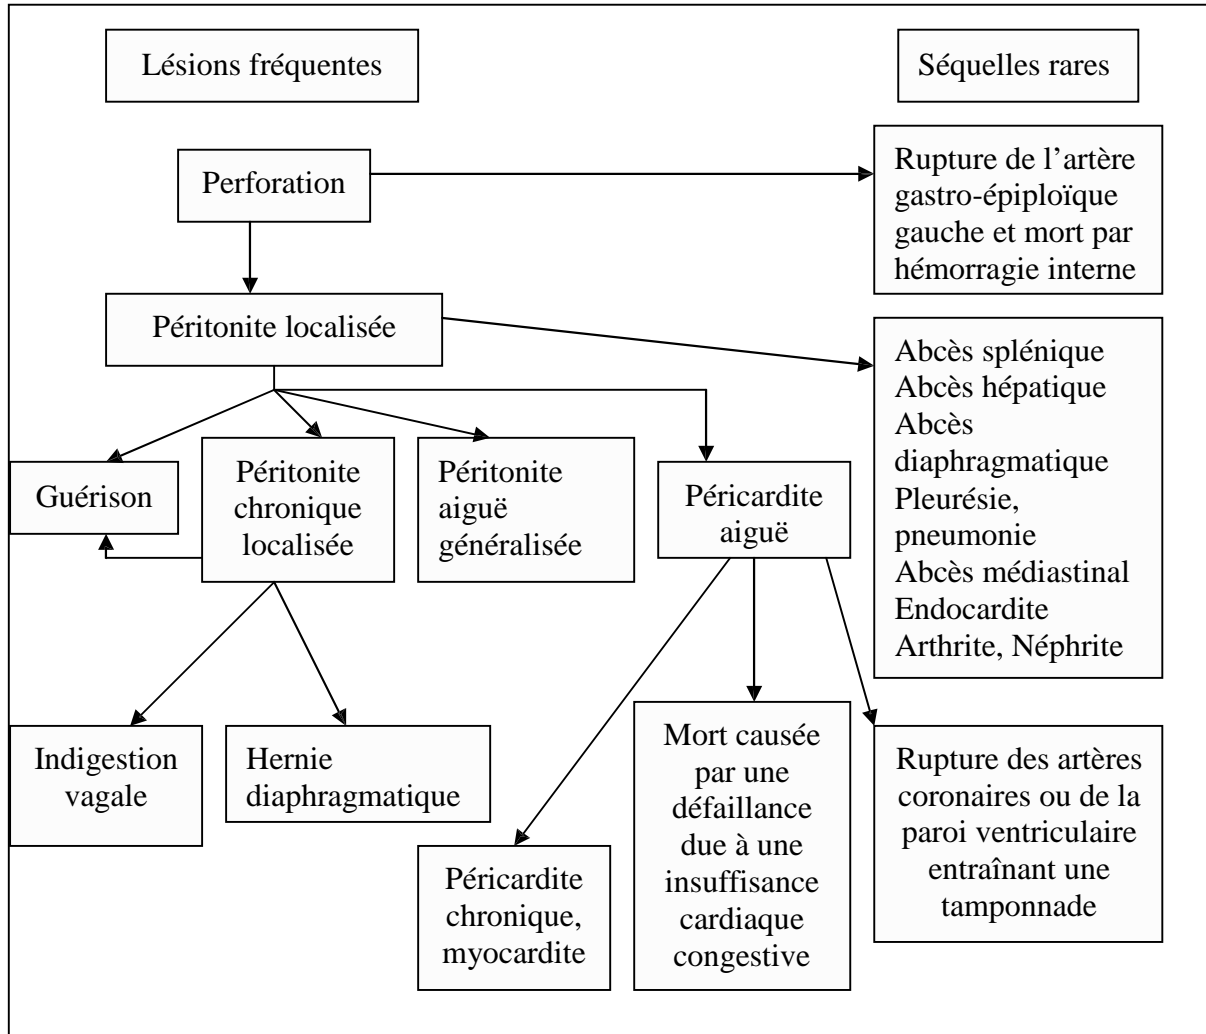 Lésions fréquentes
Séquelles rares
Perforation
Rupture de l'artère
gastro-épiploïque
gauche et mort par
hémorragie interne
Péritonite localisée
Abcès splénique
Abcès hépatique
Abcès
diaphragmatique
Pleurésie,
pneumonie
Abcès médiastinal
Endocardite
Arthrite, Néphrite
Guérison
Péritonite
chronique
localisée
Péritonite
aiguë
généralisée
Péricardite
aiguë
Indigestion
vagale
Hernie
diaphragmatique
Péricardite
chronique,
myocardite
Mort causée
par une
défaillance
due à une
insuffisance
cardiaque
congestive
Rupture des artères
coronaires ou de la
paroi ventriculaire
entraînant une
tamponnade